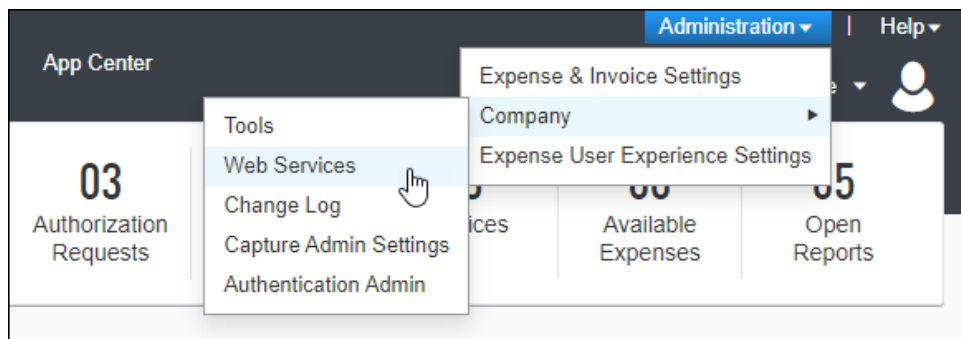 Administration
Help
App Center
Expense & Invoice Settings
Company
Expense User Experience Settings
Tools
Web Services
Change Log
Capture Admin Settings
Authentication Admin
03
Authorization
Requests
Available
Expenses
05
Open
Reports